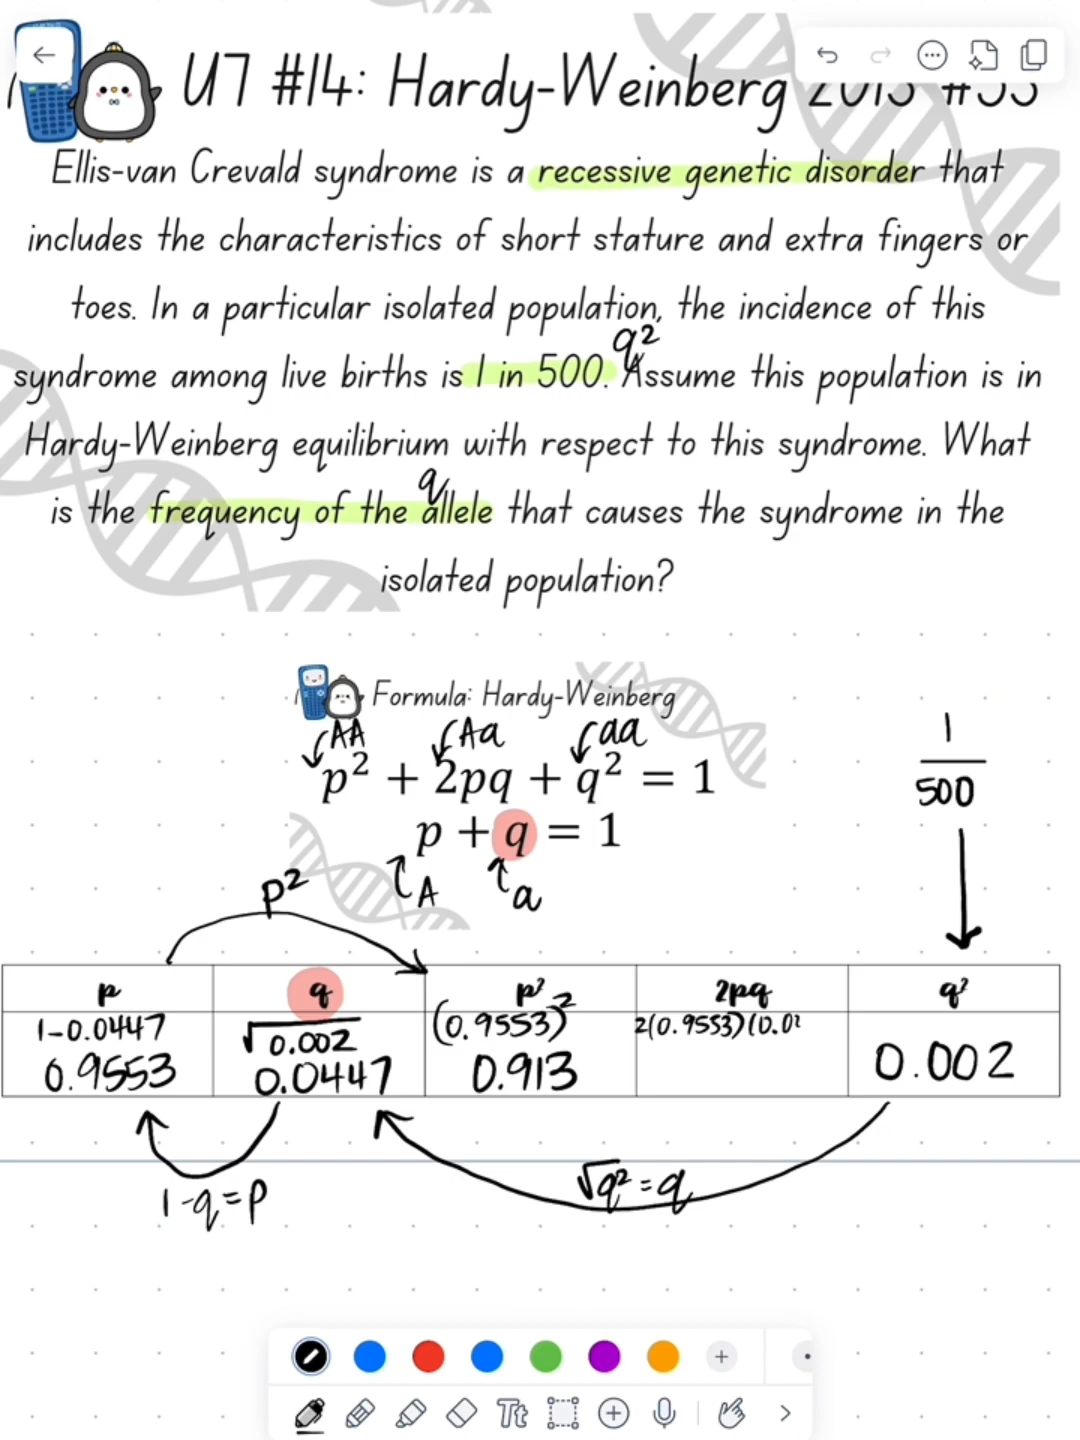 U7 #14: Hardy-Weinberg 2013 #33
Ellis-van Crevald syndrome is a recessive genetic disorder that
includes the characteristics of short stature and extra fingers or
toes. In a particular isolated population, the incidence of this
q²
syndrome among live births is 1 in 500. Assume this population is in
Hardy-Weinberg equilibrium with respect to this syndrome. What
q
is the frequency of the allele that causes the syndrome in the
isolated population?
Formula: Hardy-Weinberg
AA Aa aa
p² + 2pq + q² = 1
p + q = 1
A a
1
500
p²
p q p² 2pq q²
1-0.0447 √0.002 (0.9553)² 2(0.9553)(0.0
0.9553 0.0447 0.913 0.002
1-q=p
√q²=q
Tt